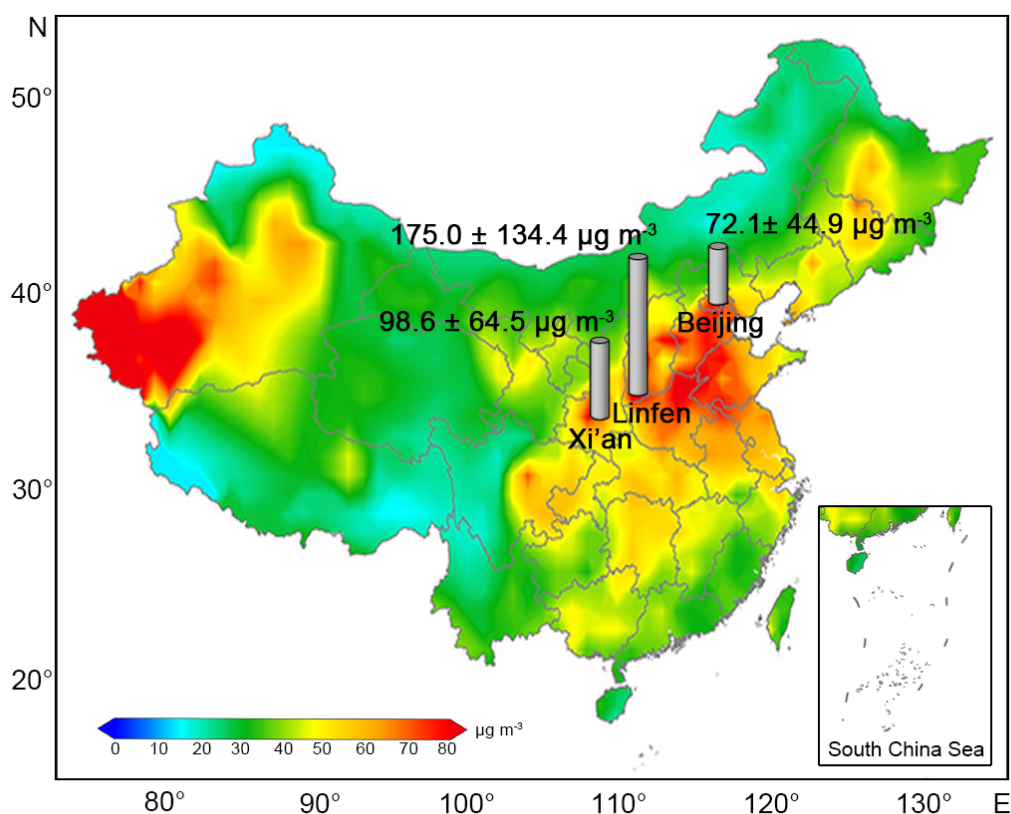 N
50°
40°
30°
20°
175.0 ± 134.4 µg m-3
72.1± 44.9 µg m-3
98.6 ± 64.5 µg m-3
Beijing
Linfen
Xi'an
0 10 20 30 40 50 60 70 80
µg m-3
South China Sea
80° 90° 100° 110° 120° 130° E